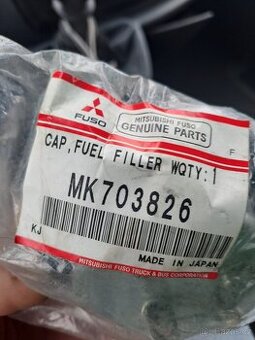 FUSO
MITSUBISHI FUSO
GENUINE PARTS
CAP, FUEL FILLER WQTY:1
F
MK703826
KJ
MADE IN JAPAN
MITSUBISHI FUSO TRUCK & BUS CORPORATION